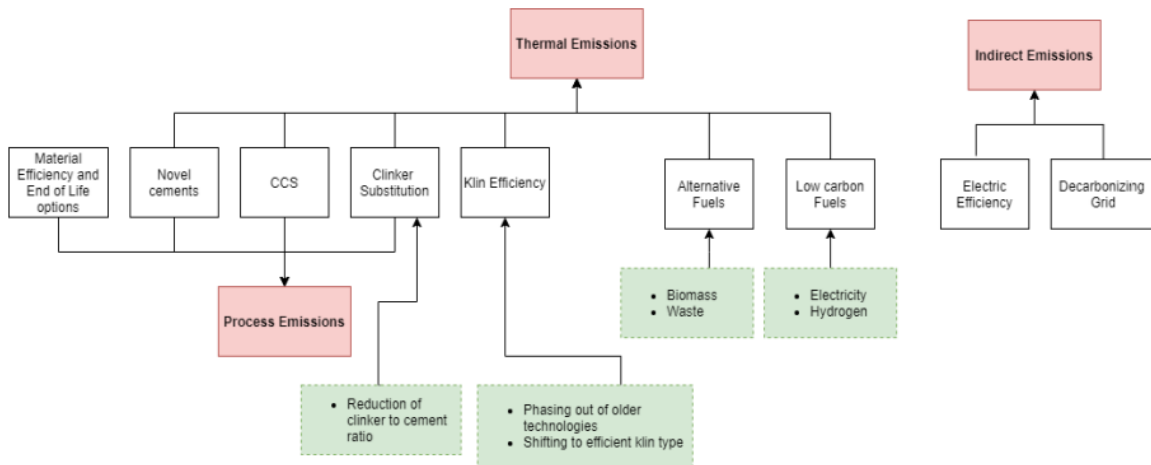 Thermal Emissions
Indirect Emissions
Material
Efficiency and
End of Life
options
Novel
cements
CCS
Clinker
Substitution
Klin Efficiency
Alternative
Fuels
Low carbon
Fuels
Electric
Efficiency
Decarbonizing
Grid
Process Emissions
• Biomass
• Waste
• Electricity
• Hydrogen
• Reduction of
clinker to cement
ratio
• Phasing out of older
technologies
• Shifting to efficient klin type